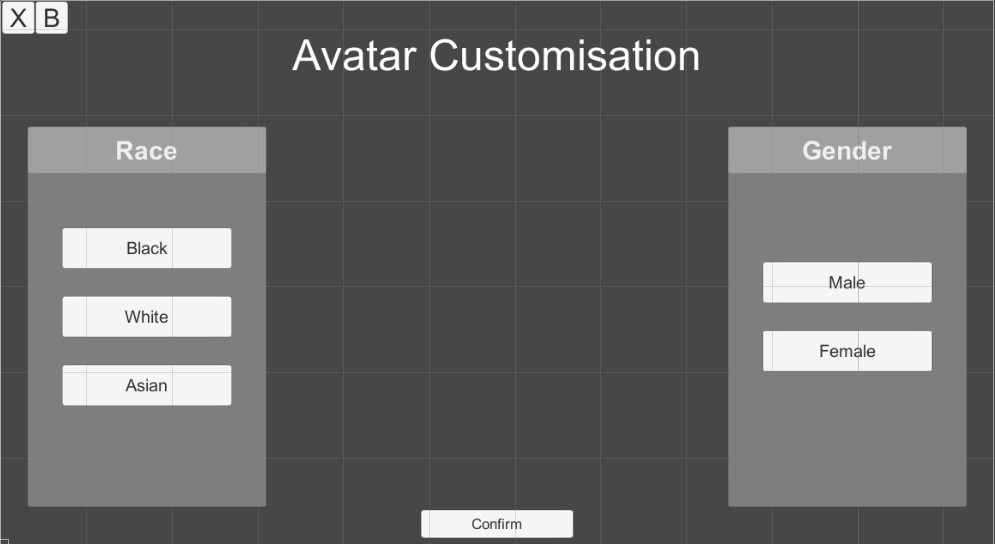 X B
Avatar Customisation
Race
Black
White
Asian
Gender
Male
Female
Confirm